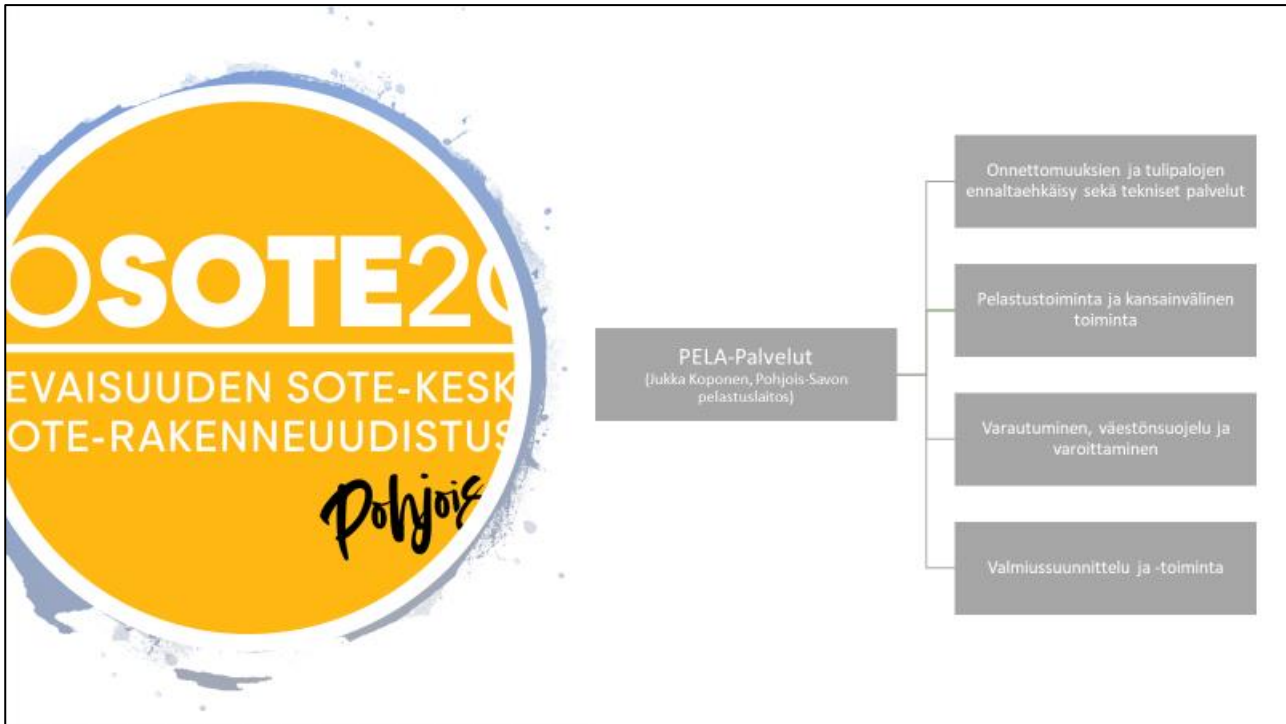 OSOTE20
EVAISUUDEN SOTE-KESK
OTE-RAKENNEUUDISTUS
Pohjois
PELA-Palvelut
(Jukka Koponen, Pohjois-Savon
pelastuslaitos)
Onnettomuuksien ja tulipalojen
ennaltaehkäisy sekä tekniset palvelut
Pelastustoiminta ja kansainvälinen
toiminta
Varautuminen, väestönsuojelu ja
varoittaminen
Valmiussuunnittelu ja -toiminta